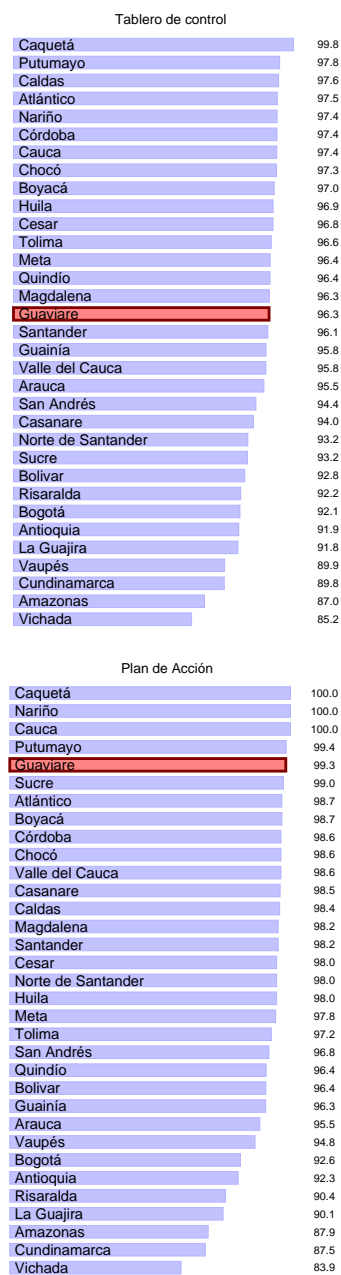 Tablero de control
Caquetá 99.8
Putumayo 97.8
Caldas 97.6
Atlántico 97.5
Nariño 97.4
Córdoba 97.4
Cauca 97.4
Chocó 97.3
Boyacá 97.0
Huila 96.9
Cesar 96.8
Tolima 96.6
Meta 96.4
Quindío 96.4
Magdalena 96.3
Guaviare 96.3
Santander 96.1
Guainía 95.8
Valle del Cauca 95.8
Arauca 95.5
San Andrés 94.4
Casanare 94.0
Norte de Santander 93.2
Sucre 93.2
Bolivar 92.8
Risaralda 92.2
Bogotá 92.1
Antioquia 91.9
La Guajira 91.8
Vaupés 89.9
Cundinamarca 89.8
Amazonas 87.0
Vichada 85.2
Plan de Acción
Caquetá 100.0
Nariño 100.0
Cauca 100.0
Putumayo 99.4
Guaviare 99.3
Sucre 99.0
Atlántico 98.7
Boyacá 98.7
Córdoba 98.6
Chocó 98.6
Valle del Cauca 98.6
Casanare 98.5
Caldas 98.4
Magdalena 98.2
Santander 98.2
Cesar 98.0
Norte de Santander 98.0
Huila 98.0
Meta 97.8
Tolima 97.2
San Andrés 96.8
Quindío 96.4
Bolivar 96.4
Guainía 96.3
Arauca 95.5
Vaupés 94.8
Bogotá 92.6
Antioquia 92.3
Risaralda 90.4
La Guajira 90.1
Amazonas 87.9
Cundinamarca 87.5
Vichada 83.9